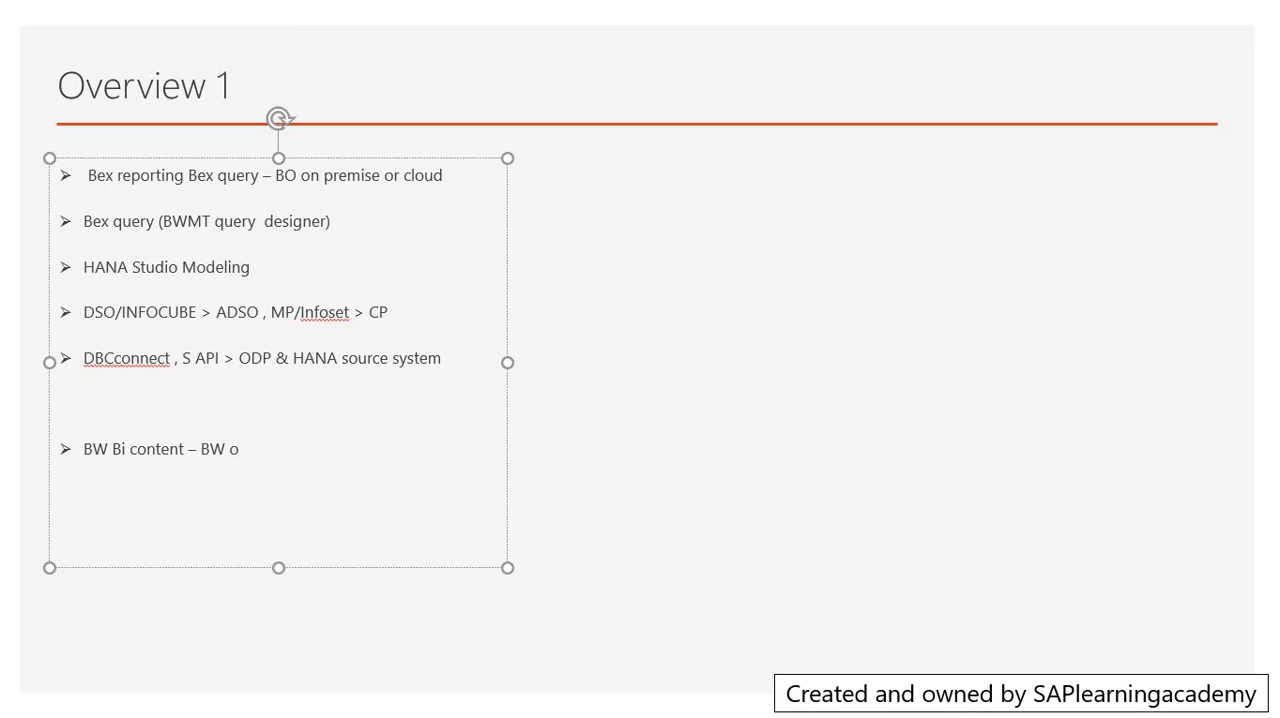 Overview 1
➢ Bex reporting Bex query – BO on premise or cloud
➢ Bex query (BWMT query  designer)
➢ HANA Studio Modeling
➢ DSO/INFOCUBE > ADSO , MP/Infoset > CP
➢ DBCconnect , S API > ODP & HANA source system
➢ BW Bi content – BW o
Created and owned by SAPlearningacademy